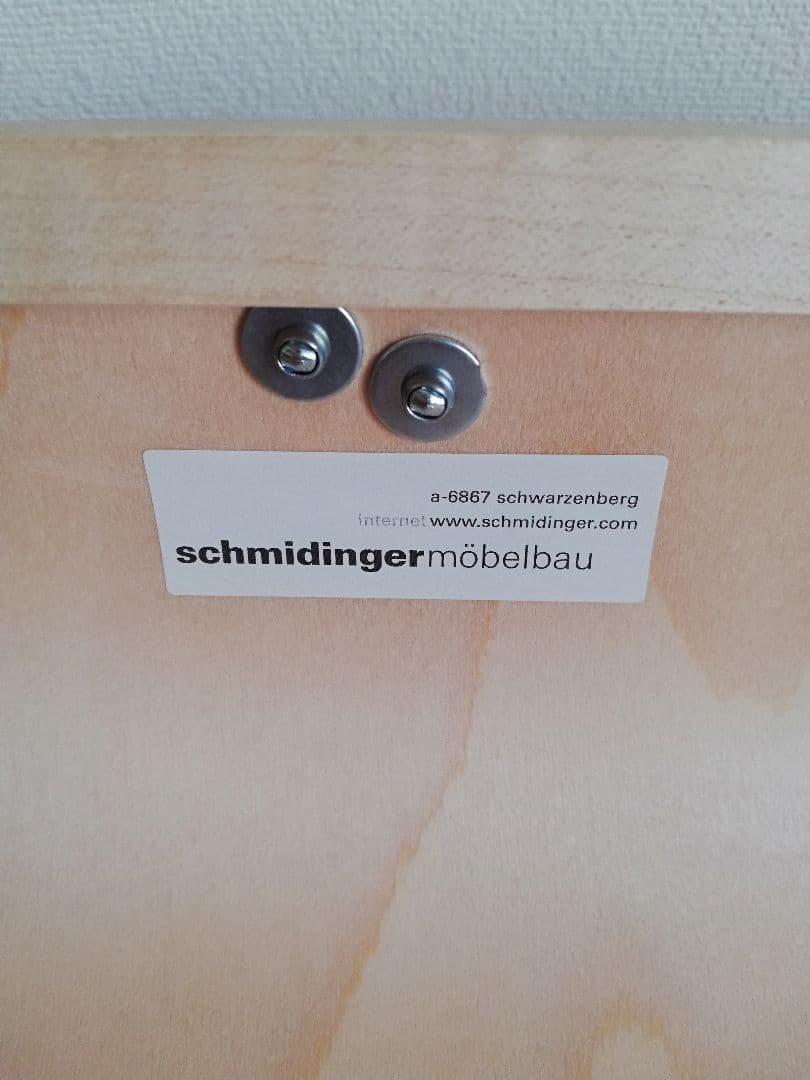 a-6867 schwarzenberg
internet www.schmidinger.com
schmidingermöbelbau